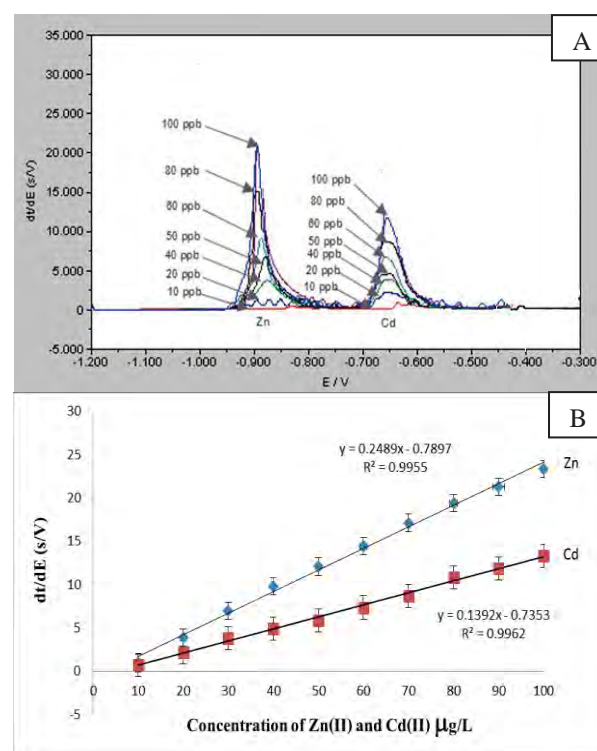 A
35.000
30.000
25.000
20.000
15.000
10.000
5.000
0
-5.000
dt/dE (s/V)
100 ppb
80 ppb
60 ppb
50 ppb
40 ppb
20 ppb
10 ppb
100 ppb
80 ppb
60 ppb
50 ppb
40 ppb
20 ppb
10 ppb
Zn
Cd
-1.200 -1.100 -1.000 -0.900 -0.800 -0.700 -0.600 -0.500 -0.400 -0.300
E / V
B
30
25
20
15
10
5
0
-5
dt/dE (s/V)
y = 0.2489x - 0.7897
R² = 0.9955
Zn
Cd
y = 0.1392x - 0.7353
R² = 0.9962
0 10 20 30 40 50 60 70 80 90 100
Concentration of Zn(II) and Cd(II) µg/L